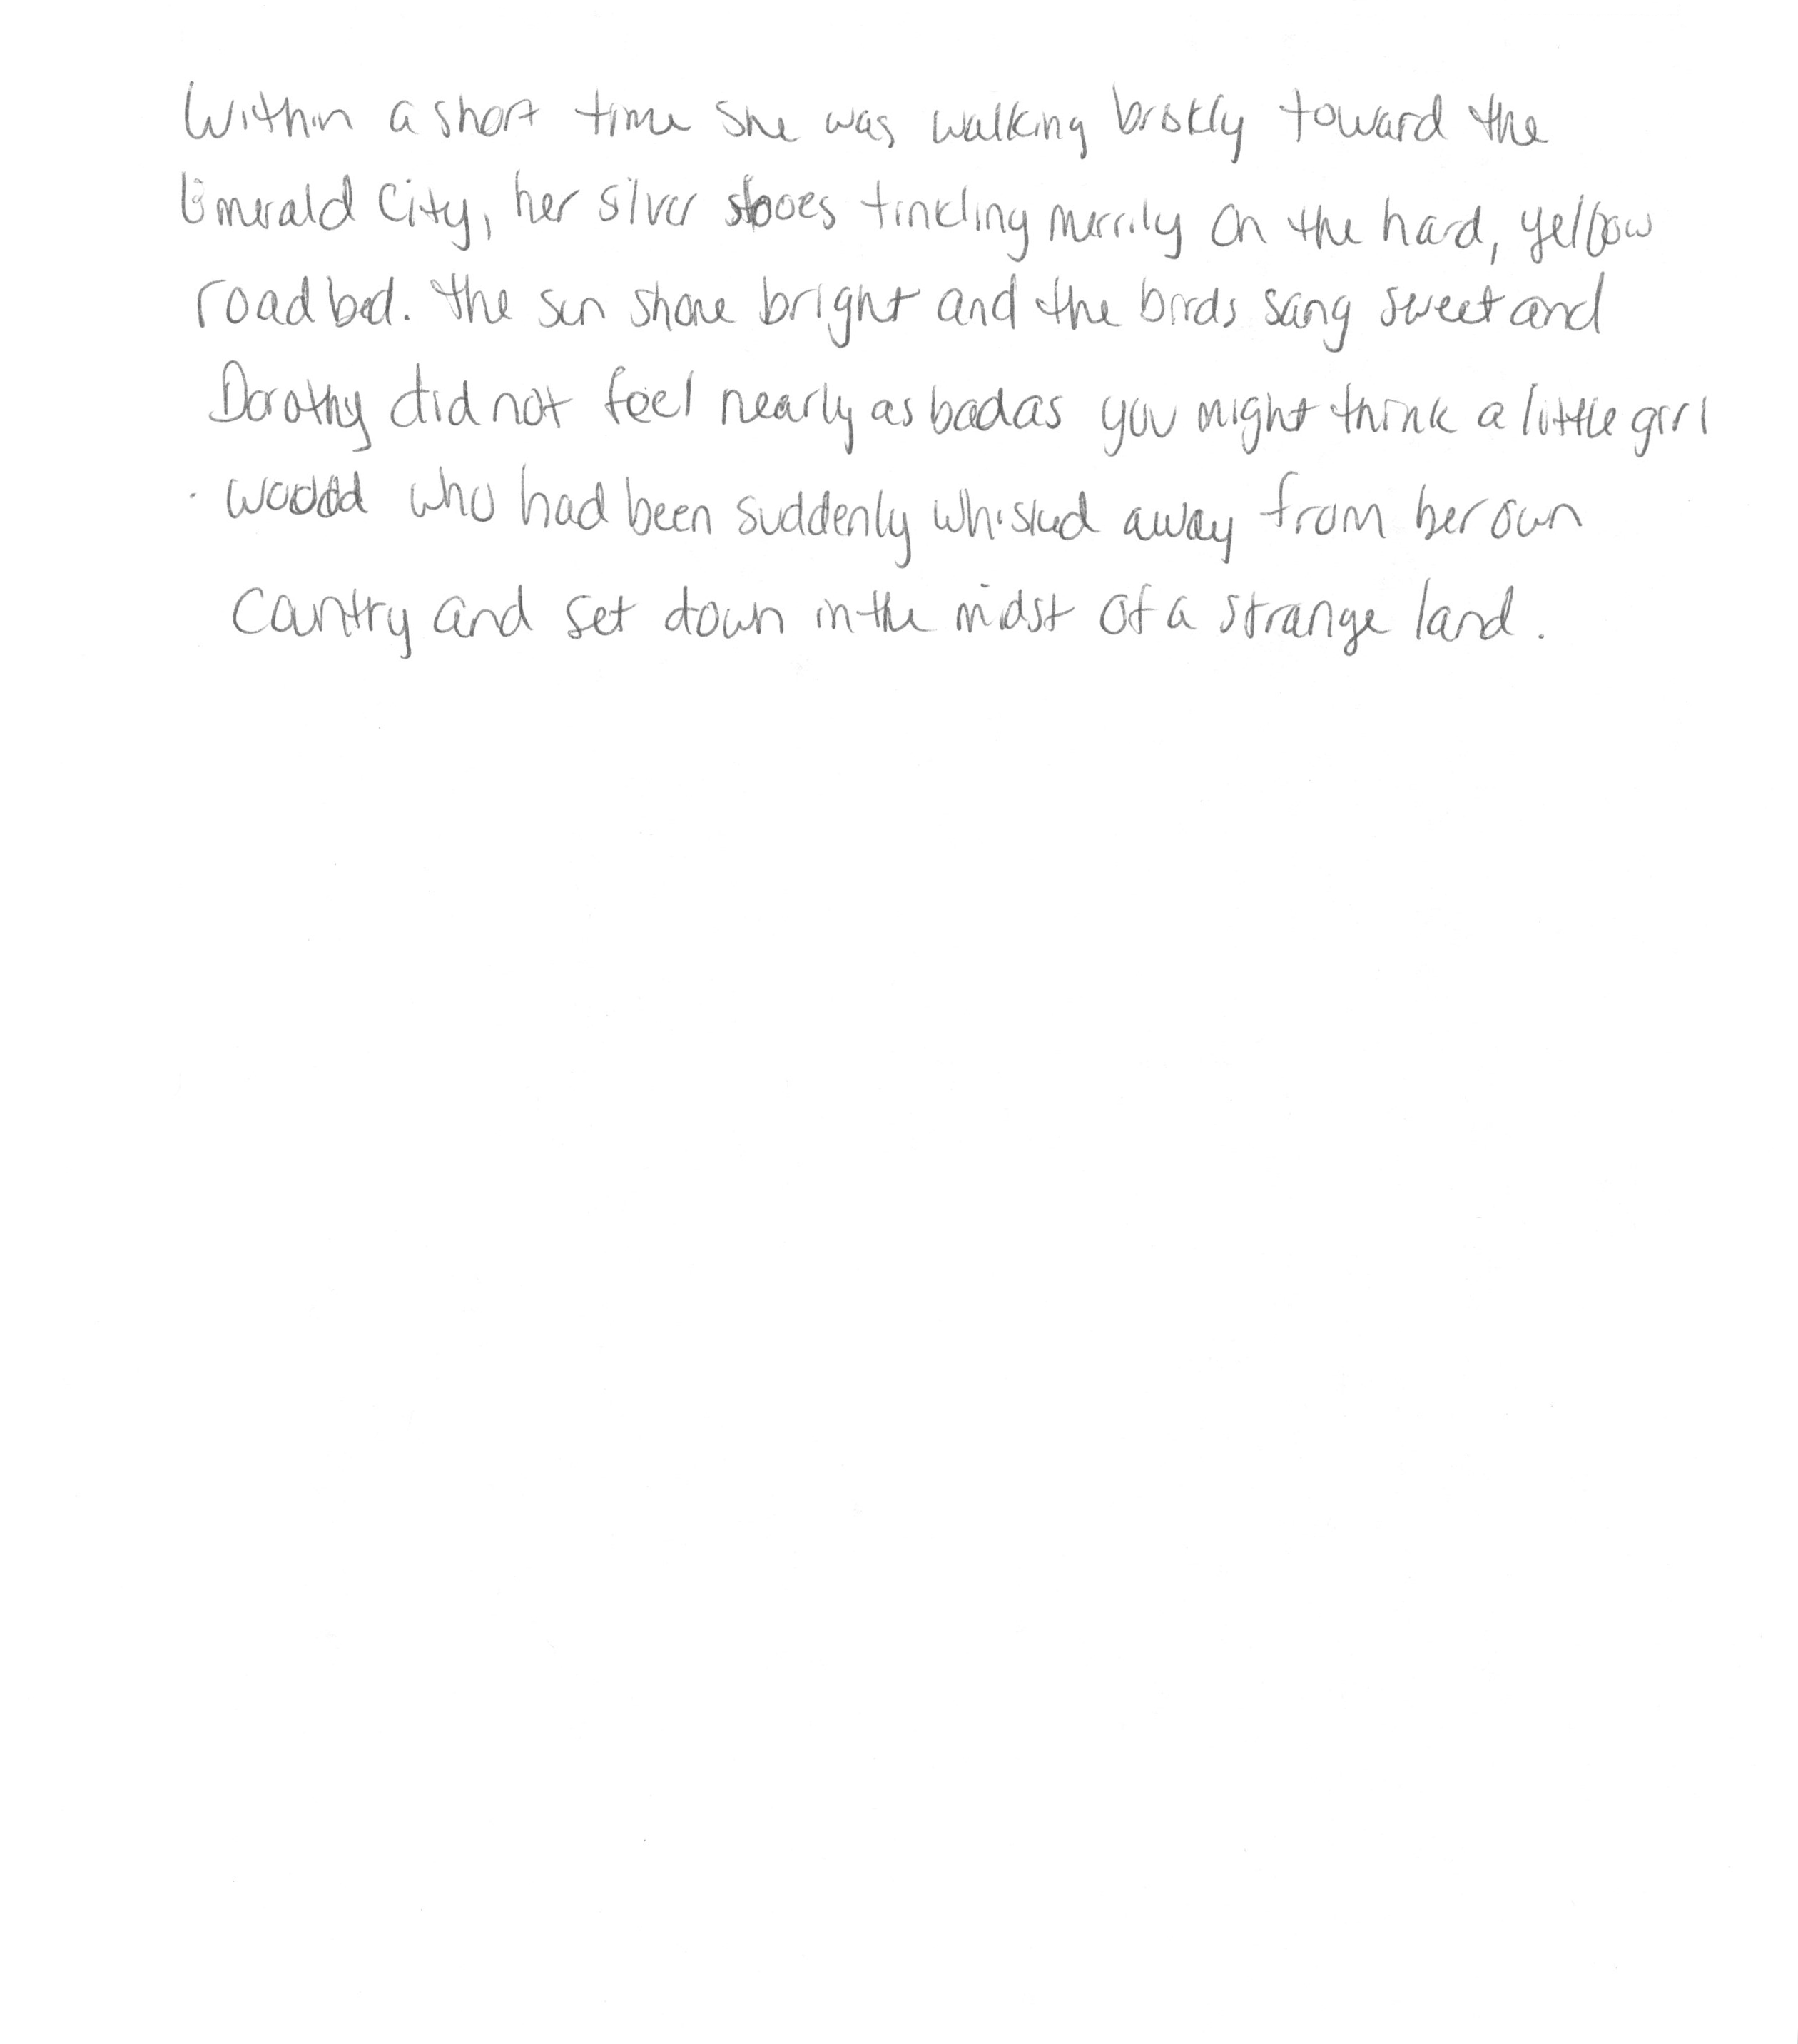 Within a short time she was walking briskly toward the
Emerald City, her silver shoes tinkling merrily on the hard, yellow
road bed. the sun shone bright and the birds sang sweet and
Dorothy did not feel nearly as bad as you might think a little girl
would who had been suddenly whisked away from her own
country and set down in the midst of a strange land.